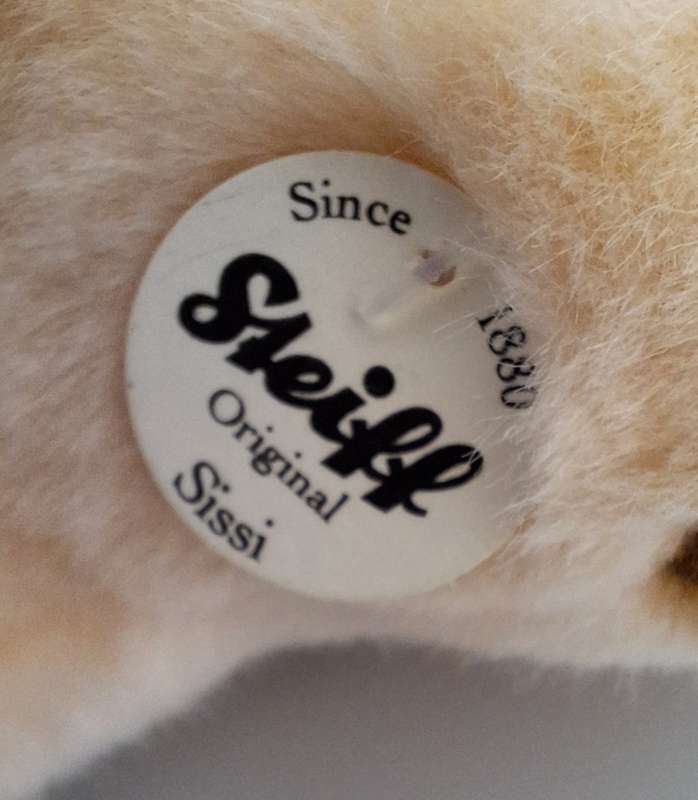 Since 1880
Steiff
Original
Sissi